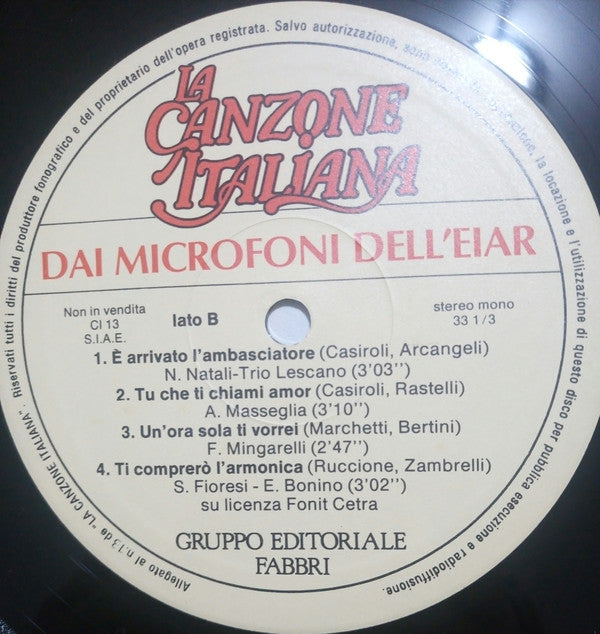 Riservati tutti i diritti del produttore fonografico e del proprietario dell'opera registrata. Salvo autorizzazione, sono la locazione e l'utilizzazione di questo disco per pubblica esecuzione e radiodiffusione.
LA
CANZONE
ITALIANA
DAI MICROFONI DELL'EIAR
Non in vendita
CI 13
S.I.A.E.
lato B
stereo mono
33 1/3
1. È arrivato l'ambasciatore (Casiroli, Arcangeli)
N. Natali-Trio Lescano (3'03'')
2. Tu che ti chiami amor (Casiroli, Rastelli)
A. Masseglia (3'10'')
3. Un'ora sola ti vorrei (Marchetti, Bertini)
F. Mingarelli (2'47'')
4. Ti comprerò l'armonica (Ruccione, Zambrelli)
S. Fioresi - E. Bonino (3'02'')
su licenza Fonit Cetra
GRUPPO EDITORIALE
FABBRI
Allegato al n. 13 de "LA CANZONE ITALIANA".